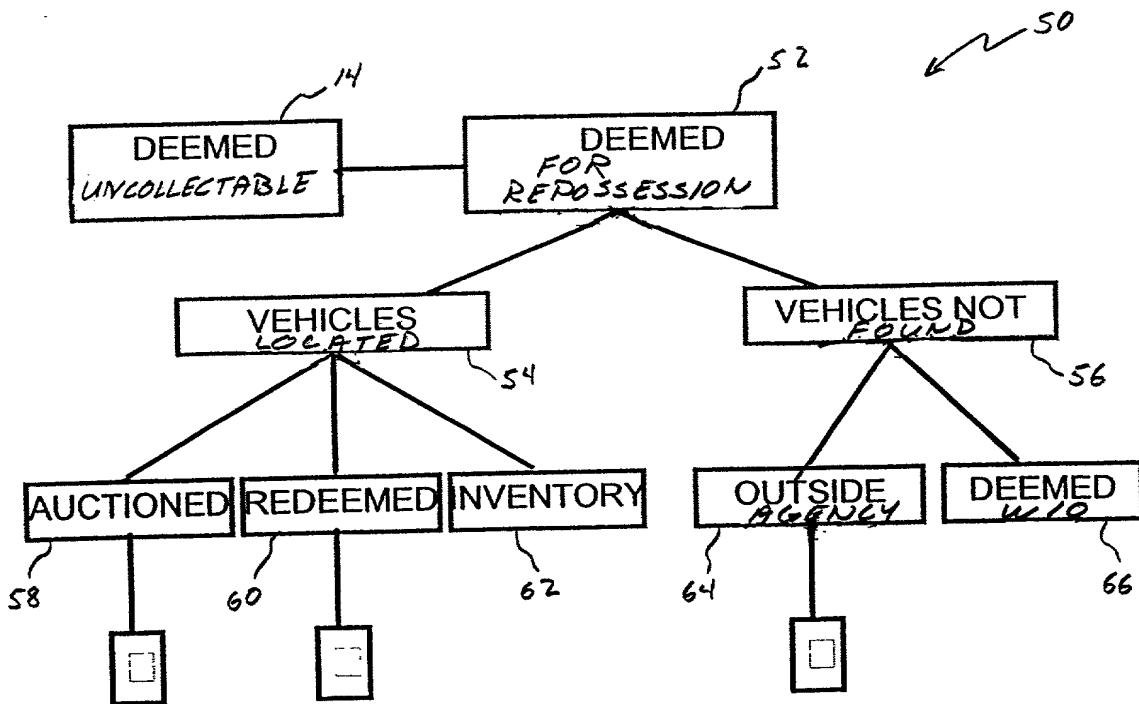 50
14
52
DEEMED
UNCOLLECTABLE
DEEMED
FOR
REPOSSESSION
VEHICLES
LOCATED
54
VEHICLES NOT
FOUND
56
AUCTIONED
REDEEMED
INVENTORY
OUTSIDE
AGENCY
DEEMED
W/O
58
60
62
64
66